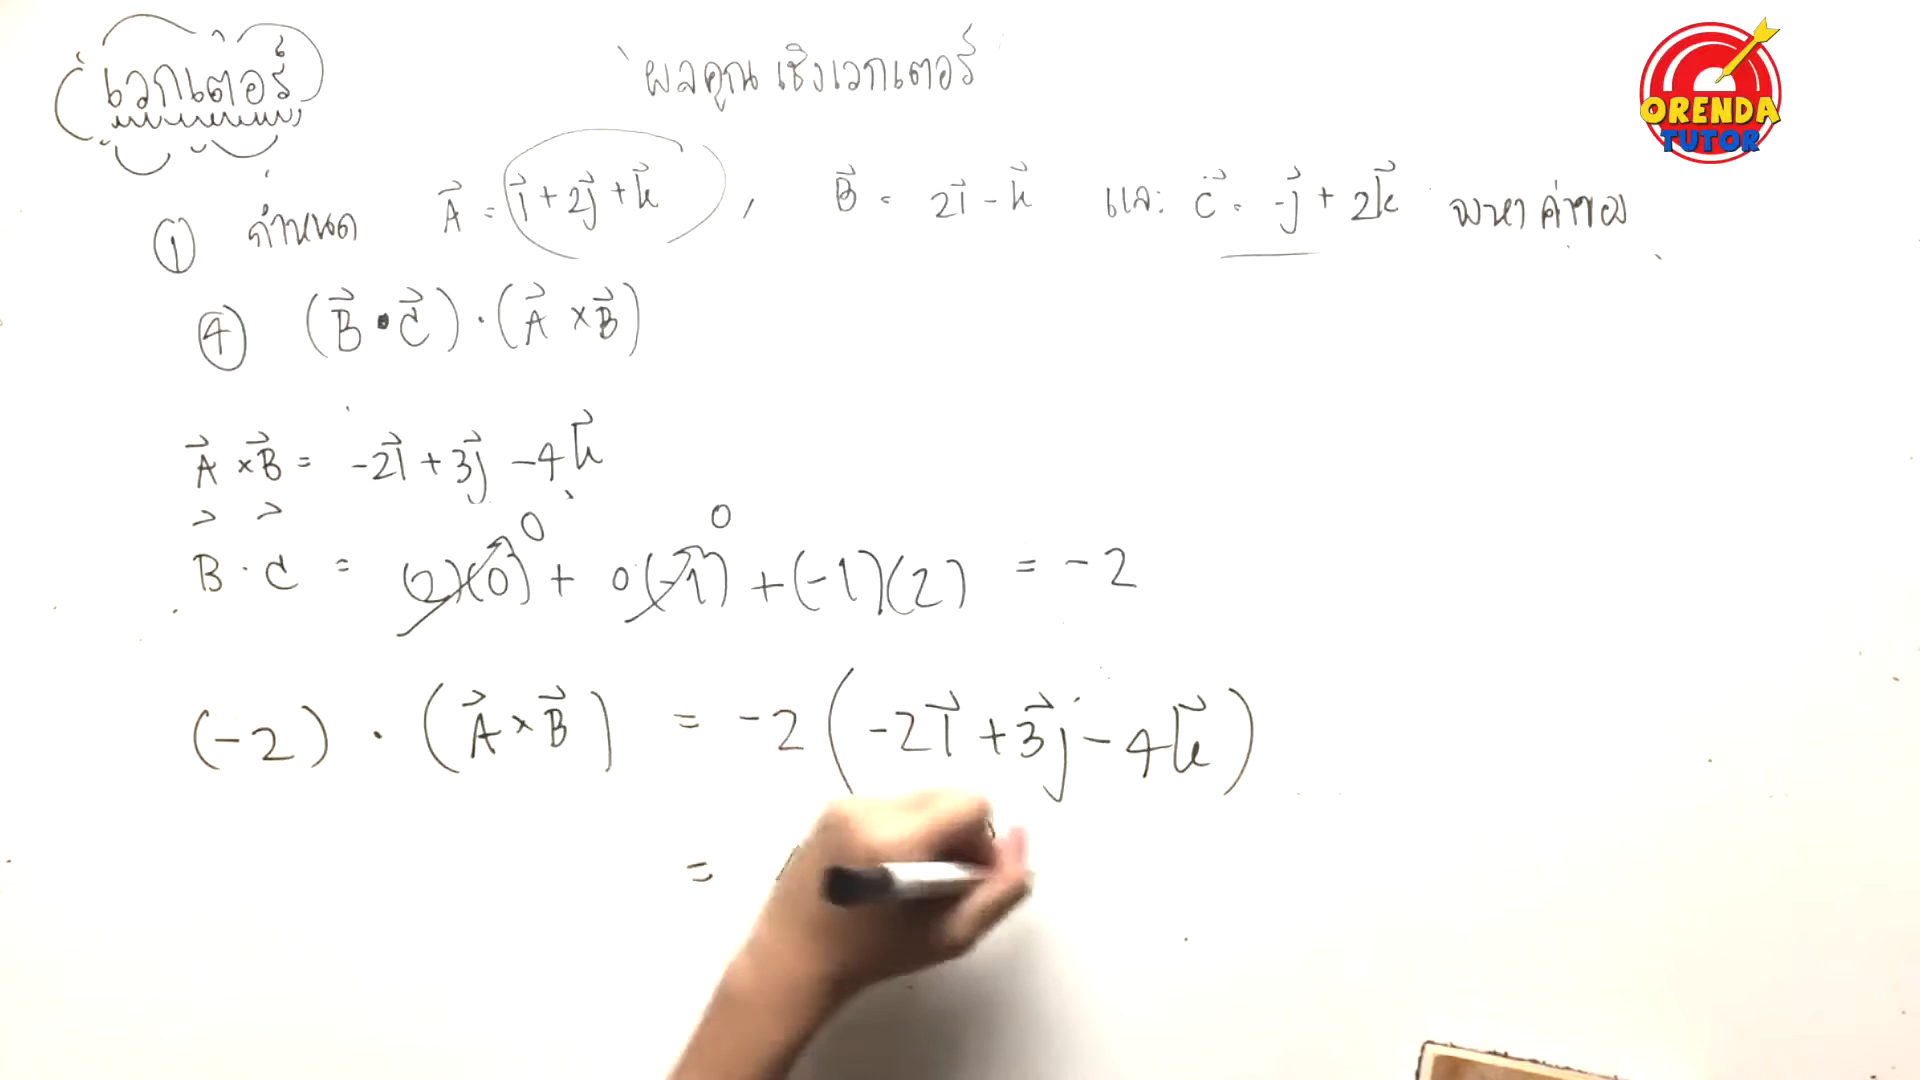 เวกเตอร์
ผลคูณเชิงเวกเตอร์
ORENDA
TUTOR
① กำหนด A⃗ = i⃗ + 2j⃗ + k⃗ , B⃗ = 2i⃗ - k⃗ และ C⃗ = -j⃗ + 2k⃗ จงหาค่าของ
④ (B⃗ • C⃗) · (A⃗ × B⃗)
A⃗ × B⃗ = -2i⃗ + 3j⃗ - 4k⃗
B⃗ · C⃗ = (2)(0) 0 + 0(-1) 0 + (-1)(2) = -2
(-2) · (A⃗ × B⃗) = -2(-2i⃗ + 3j⃗ - 4k⃗)
=